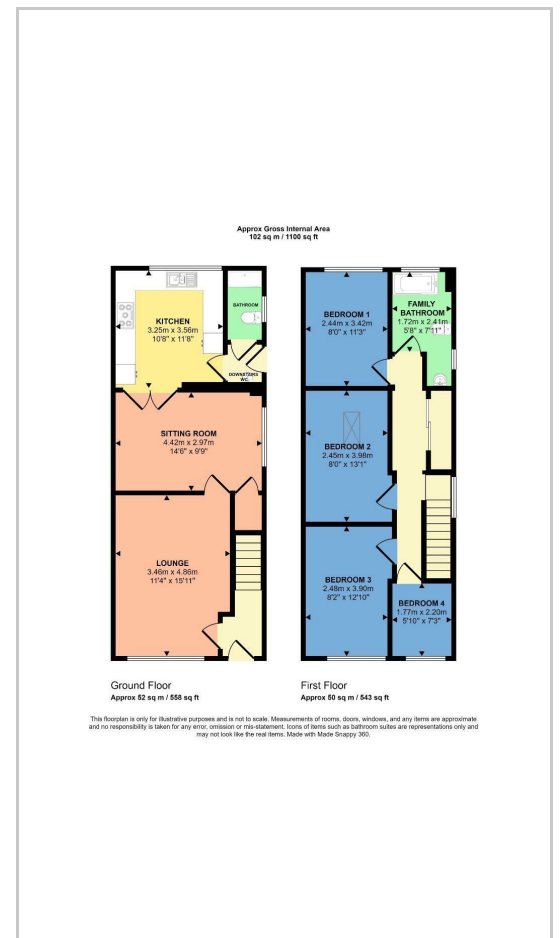 Approx Gross Internal Area
102 sq m / 1100 sq ft
KITCHEN
3.25m x 3.56m
10'8" x 11'8"
BATHROOM
DOWNSTAIRS
WC.
SITTING ROOM
4.42m x 2.97m
14'6" x 9'9"
LOUNGE
3.46m x 4.86m
11'4" x 15'11"
BEDROOM 1
2.44m x 3.42m
8'0" x 11'3"
FAMILY
BATHROOM
1.72m x 2.41m
5'8" x 7'11"
BEDROOM 2
2.45m x 3.98m
8'0" x 13'1"
BEDROOM 3
2.48m x 3.90m
8'2" x 12'10"
BEDROOM 4
1.77m x 2.20m
5'10" x 7'3"
Ground Floor
Approx 52 sq m / 558 sq ft
First Floor
Approx 50 sq m / 543 sq ft
This floorplan is only for illustrative purposes and is not to scale. Measurements of rooms, doors, windows, and any items are approximate
and no responsibility is taken for any error, omission or mis-statement. Icons of items such as bathroom suites are representations only and
may not look like the real items. Made with Made Snappy 360.